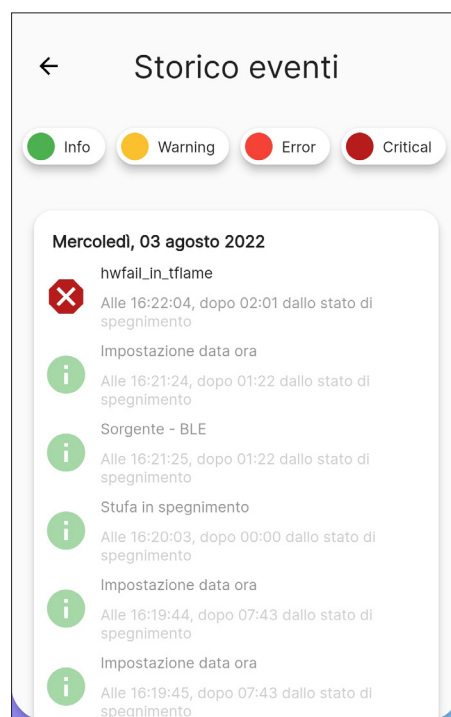 Storico eventi
Info
Warning
Error
Critical
Mercoledì, 03 agosto 2022
hwfail_in_tflame
Alle 16:22:04, dopo 02:01 dallo stato di
spegnimento
Impostazione data ora
Alle 16:21:24, dopo 01:22 dallo stato di
spegnimento
Sorgente - BLE
Alle 16:21:25, dopo 01:22 dallo stato di
spegnimento
Stufa in spegnimento
Alle 16:20:03, dopo 00:00 dallo stato di
spegnimento
Impostazione data ora
Alle 16:19:44, dopo 07:43 dallo stato di
spegnimento
Impostazione data ora
Alle 16:19:45, dopo 07:43 dallo stato di
spegnimento